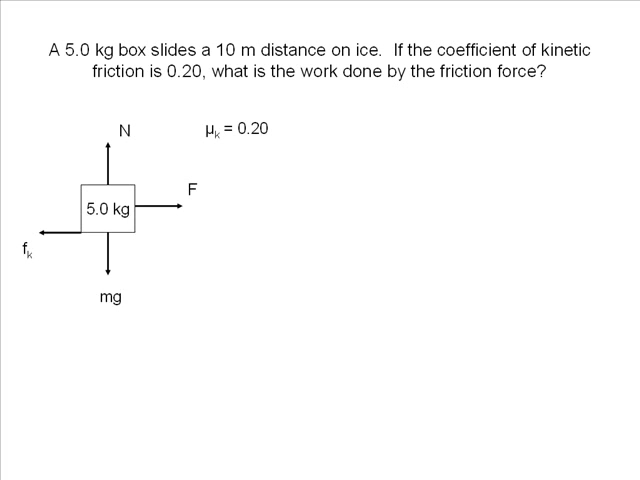 A 5.0 kg box slides a 10 m distance on ice.  If the coefficient of kinetic
friction is 0.20, what is the work done by the friction force?
N
μk = 0.20
F
5.0 kg
fk
mg